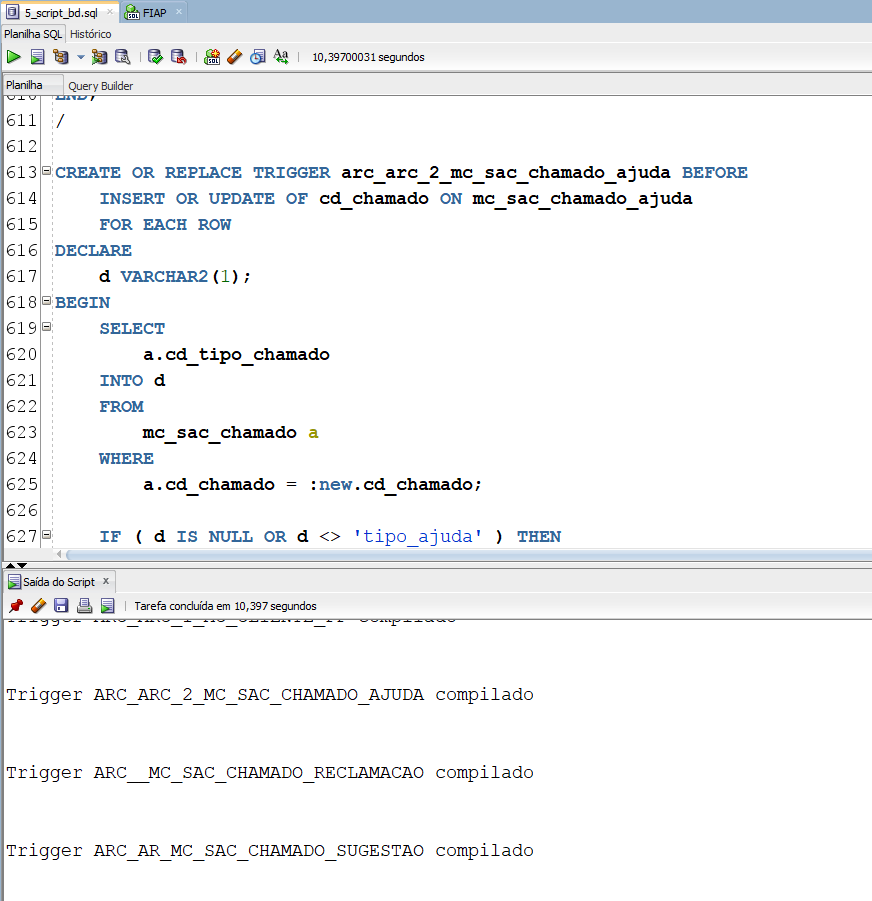 5_script_bd.sql × FIAP ×
Planilha SQL Histórico
10,39700031 segundos
Planilha Query Builder
610 END;
611 /
612
613 CREATE OR REPLACE TRIGGER arc_arc_2_mc_sac_chamado_ajuda BEFORE
614 INSERT OR UPDATE OF cd_chamado ON mc_sac_chamado_ajuda
615 FOR EACH ROW
616 DECLARE
617 d VARCHAR2(1);
618 BEGIN
619 SELECT
620 a.cd_tipo_chamado
621 INTO d
622 FROM
623 mc_sac_chamado a
624 WHERE
625 a.cd_chamado = :new.cd_chamado;
626
627 IF ( d IS NULL OR d <> 'tipo_ajuda' ) THEN
Saída do Script ×
Tarefa concluída em 10,397 segundos
Trigger ARC_ARC_1_MC_CLIENTE_PF compilado
Trigger ARC_ARC_2_MC_SAC_CHAMADO_AJUDA compilado
Trigger ARC__MC_SAC_CHAMADO_RECLAMACAO compilado
Trigger ARC_AR_MC_SAC_CHAMADO_SUGESTAO compilado